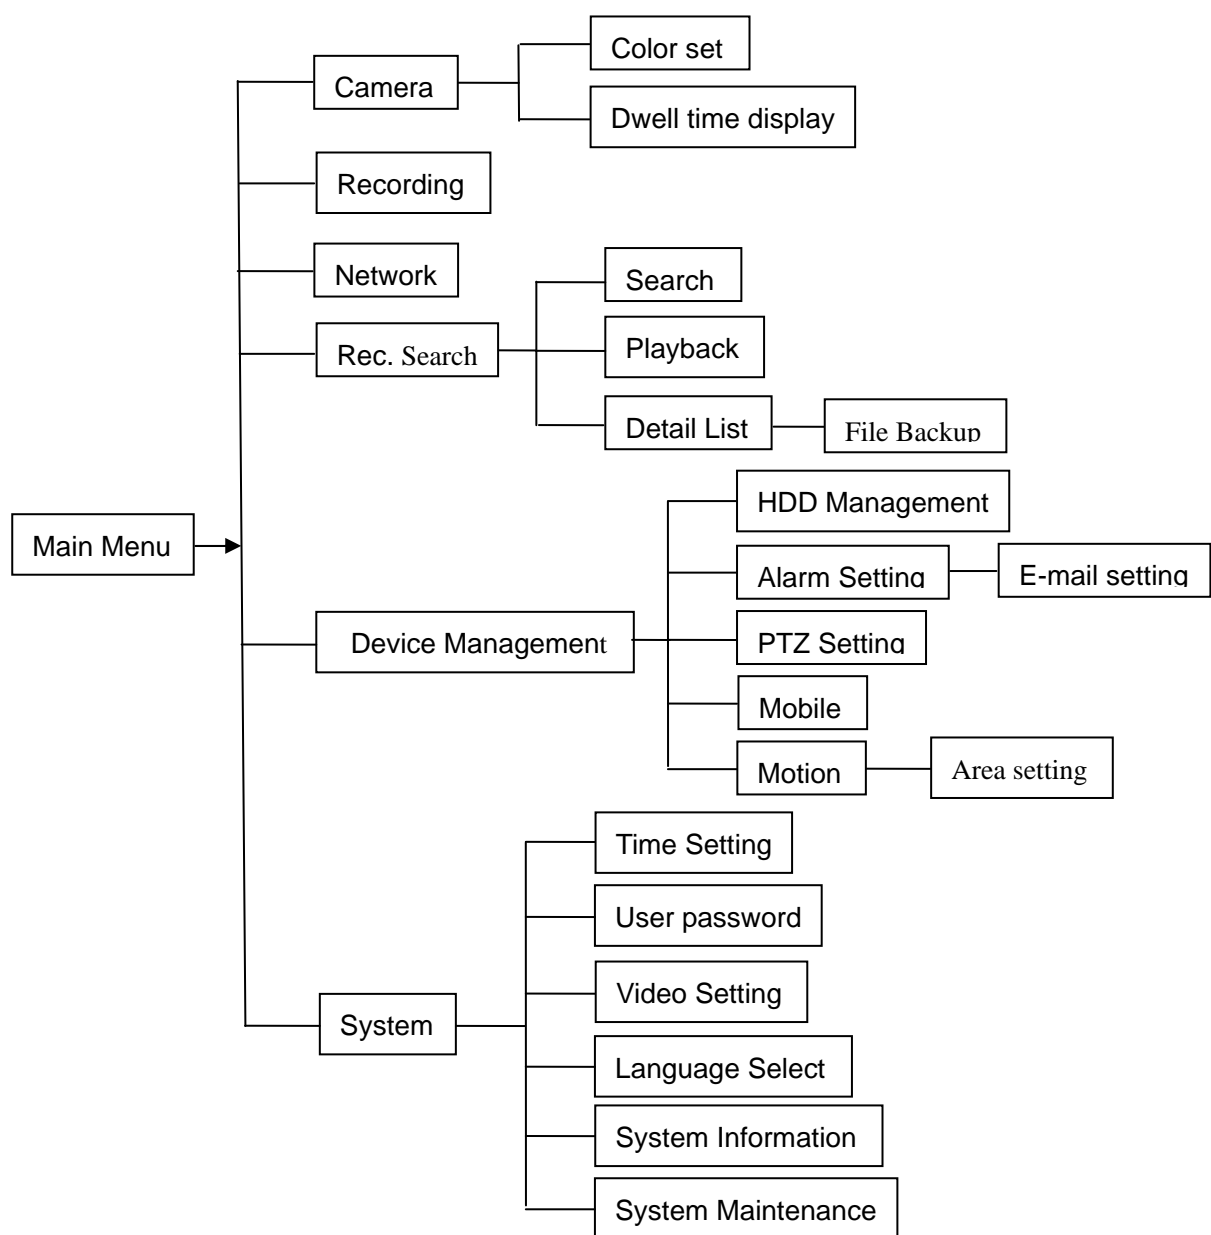 Color set
Camera
Dwell time display
Recording
Network
Search
Rec. Search
Playback
Detail List
File Backup
HDD Management
Main Menu
Alarm Setting
E-mail setting
Device Management
PTZ Setting
Mobile
Motion
Area setting
Time Setting
User password
Video Setting
System
Language Select
System Information
System Maintenance